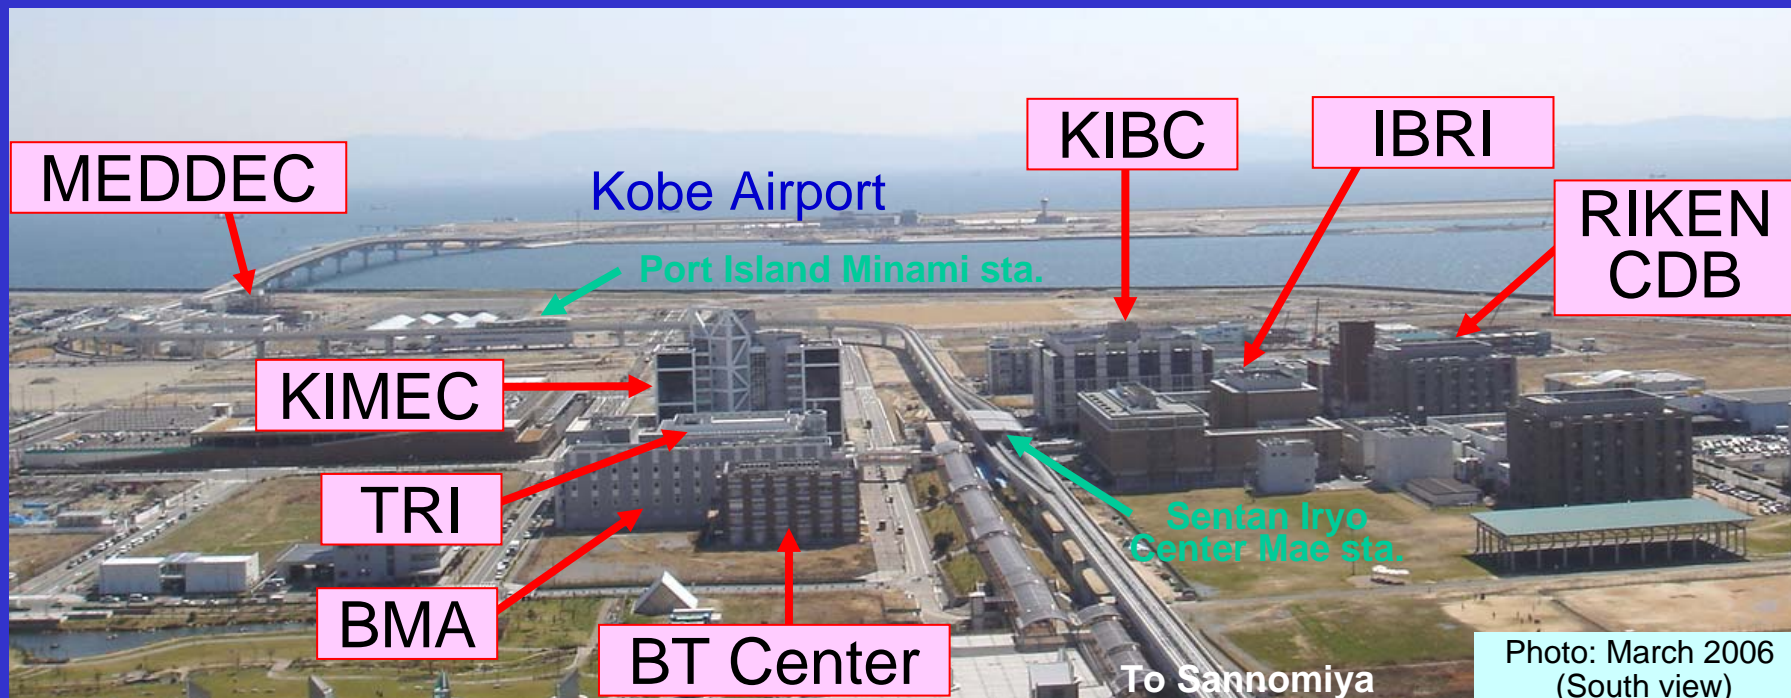 KIBC
IBRI
MEDDEC
Kobe Airport
RIKEN
CDB
Port Island Minami sta.
KIMEC
TRI
Sentan Iryo
Center Mae sta.
BMA
BT Center
To Sannomiya
Photo: March 2006
(South view)